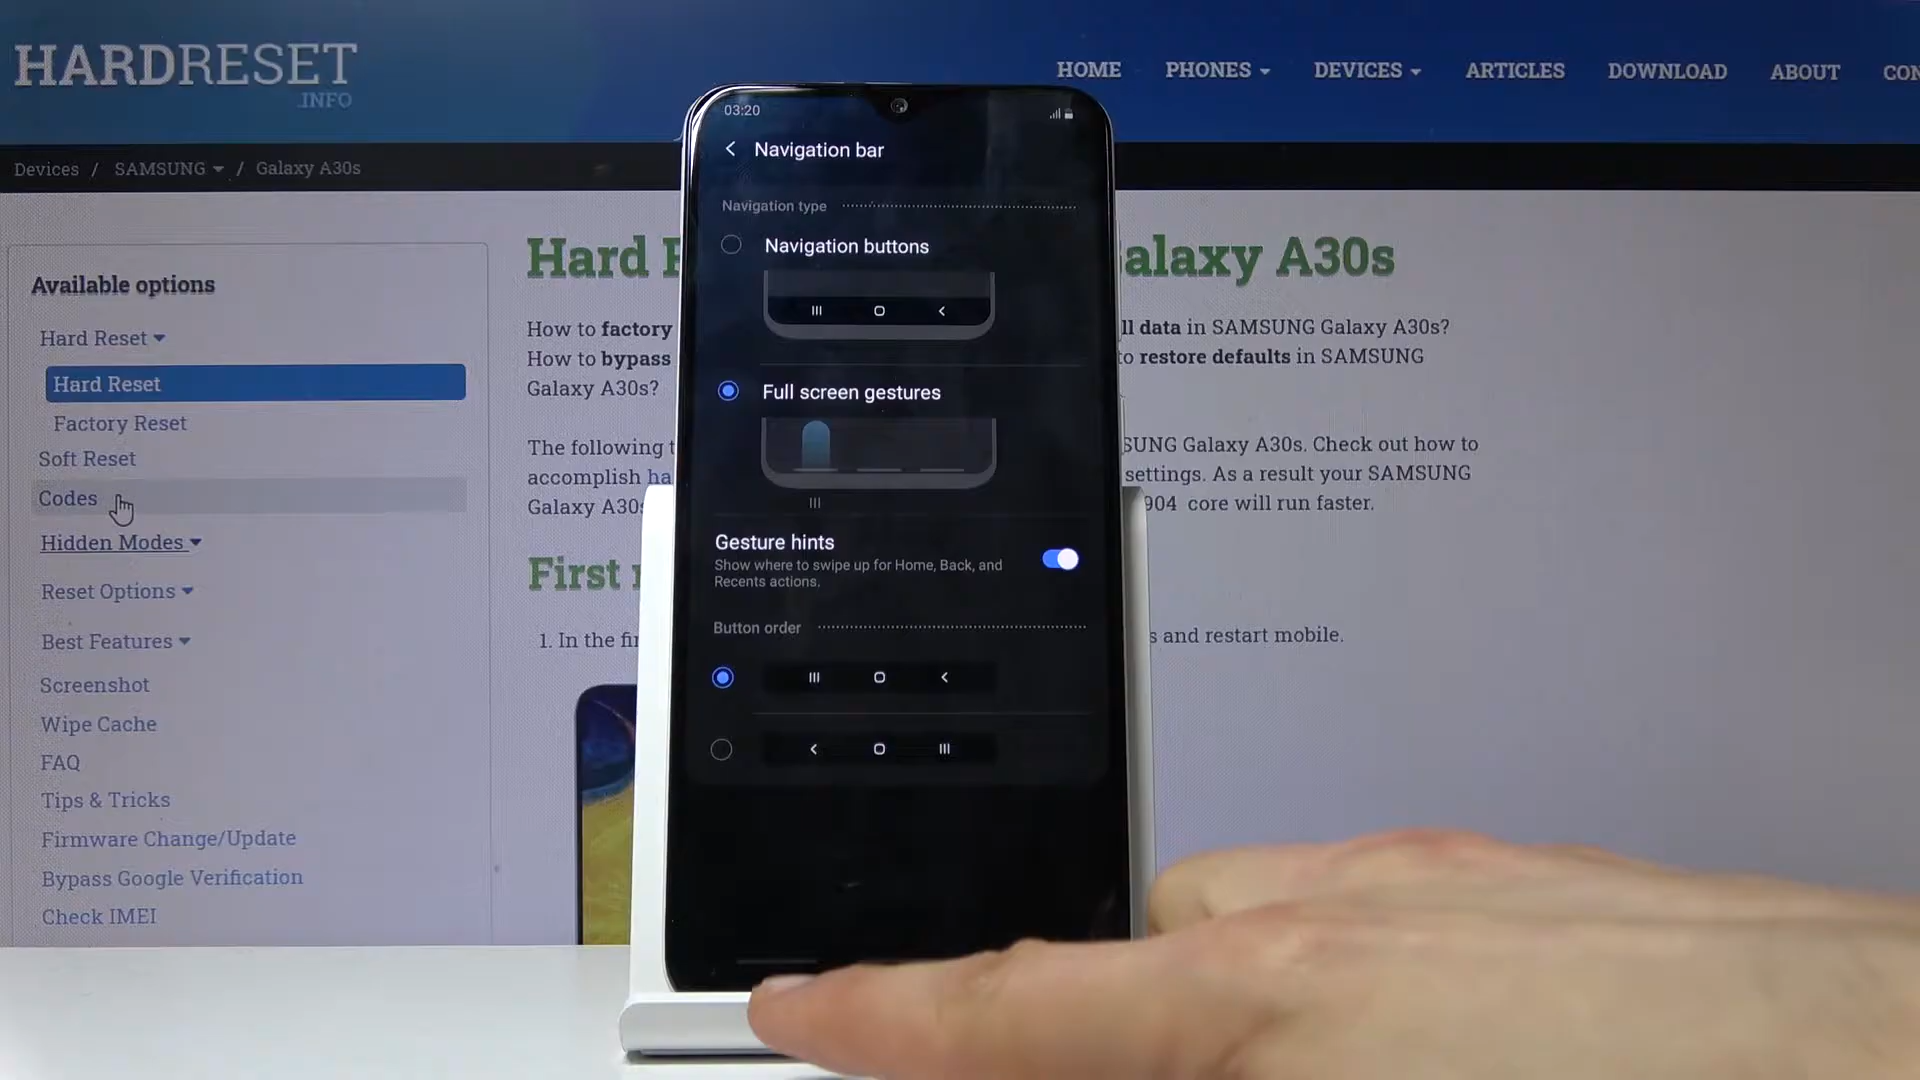 HARDRESET
.INFO
HOME PHONES DEVICES ARTICLES DOWNLOAD ABOUT
Devices / SAMSUNG / Galaxy A30s
Available options
Hard Reset
Hard Reset
Factory Reset
Soft Reset
Codes
Hidden Modes
Reset Options
Best Features
Screenshot
Wipe Cache
FAQ
Tips & Tricks
Firmware Change/Update
Bypass Google Verification
Check IMEI
Hard
alaxy A30s
How to factory
ll data in SAMSUNG Galaxy A30s?
How to bypass
to restore defaults in SAMSUNG
Galaxy A30s?
The following
SUNG Galaxy A30s. Check out how to
accomplish ha
settings. As a result your SAMSUNG
Galaxy A30s
904 core will run faster.
First
1. In the fi
s and restart mobile.
03:20
Navigation bar
Navigation type
Navigation buttons
Full screen gestures
Gesture hints
Show where to swipe up for Home, Back, and
Recents actions.
Button order